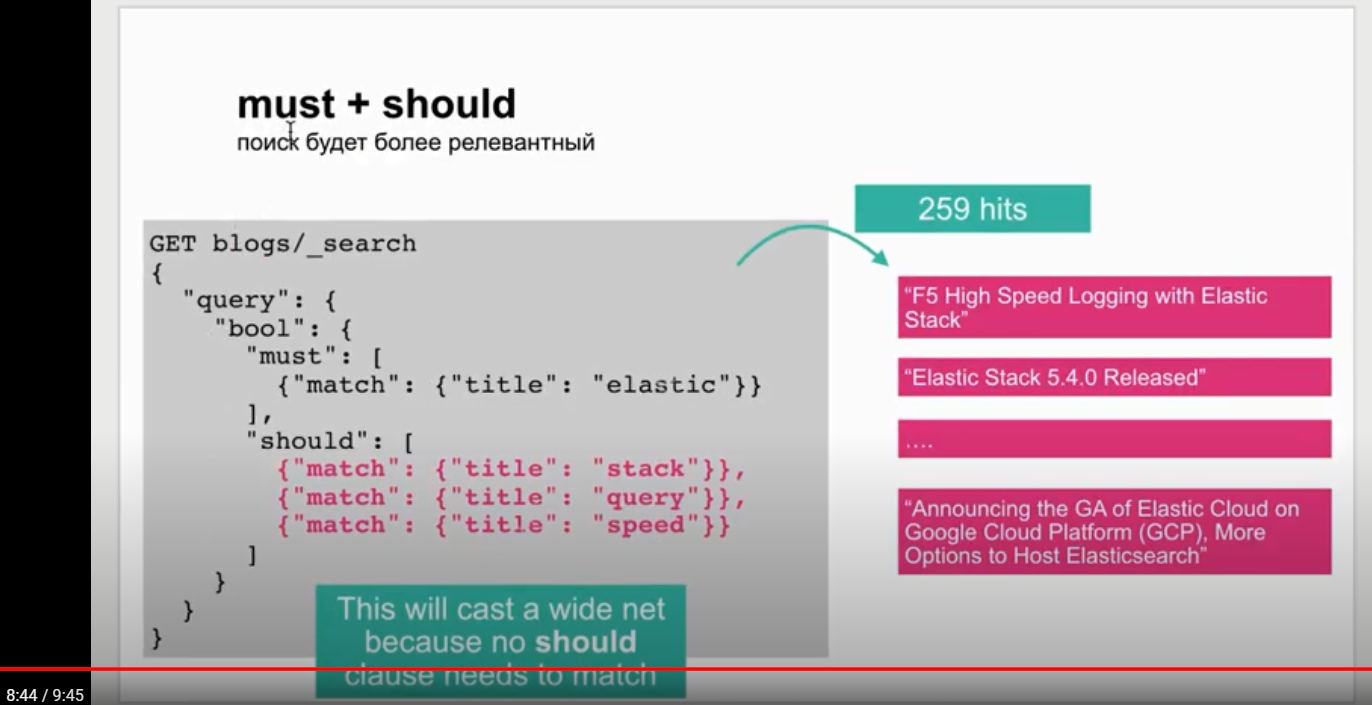 must + should
поиск будет более релевантный
259 hits
GET blogs/_search
{
"query": {
"bool": {
"must": [
{"match": {"title": "elastic"}}
],
"should": [
{"match": {"title": "stack"}},
{"match": {"title": "query"}},
{"match": {"title": "speed"}}
]
}
}
}
“F5 High Speed Logging with Elastic
Stack”
“Elastic Stack 5.4.0 Released”
....
“Announcing the GA of Elastic Cloud on
Google Cloud Platform (GCP), More
Options to Host Elasticsearch”
This will cast a wide net
because no should
clause needs to match
8:44 / 9:45